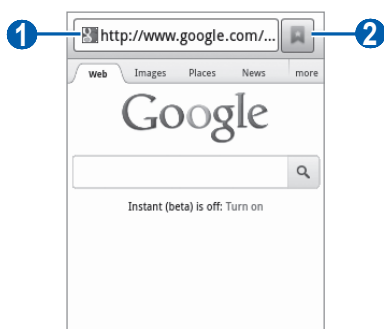 1 http://www.google.com/... 2
Web Images Places News more
Google
Instant (beta) is off: Turn on